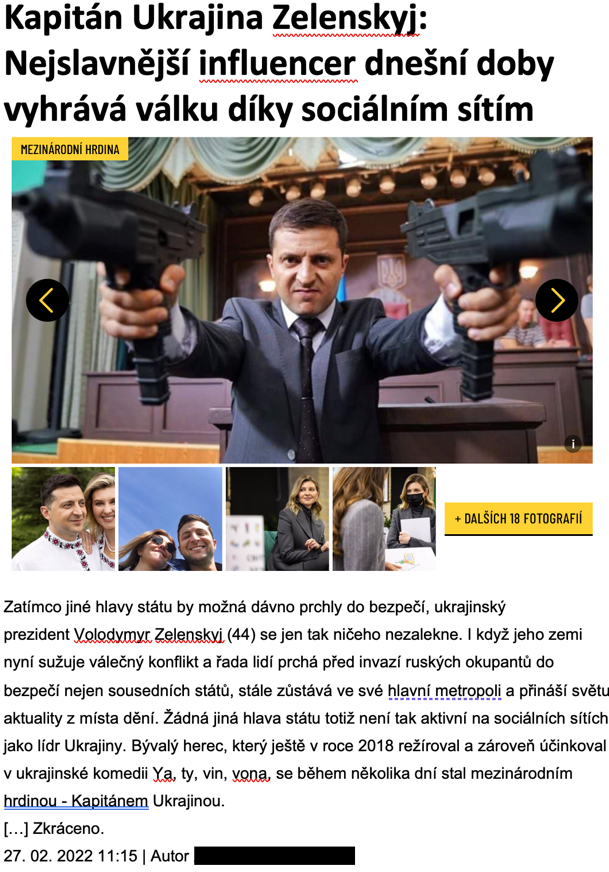 Kapitán Ukrajina Zelenskyj:
Nejslavnější influencer dnešní doby
vyhrává válku díky sociálním sítím
MEZINÁRODNÍ HRDINA
i
+ DALŠÍCH 18 FOTOGRAFIÍ
Zatímco jiné hlavy státu by možná dávno prchly do bezpečí, ukrajinský
prezident Volodymyr Zelenskyj (44) se jen tak ničeho nezalekne. I když jeho zemi
nyní sužuje válečný konflikt a řada lidí prchá před invazí ruských okupantů do
bezpečí nejen sousedních států, stále zůstává ve své hlavní metropoli a přináší světu
aktuality z místa dění. Žádná jiná hlava státu totiž není tak aktivní na sociálních sítích
jako lídr Ukrajiny. Bývalý herec, který ještě v roce 2018 režíroval a zároveň účinkoval
v ukrajinské komedii Ya, ty, vin, vona, se během několika dní stal mezinárodním
hrdinou - Kapitánem Ukrajinou.
[…] Zkráceno.
27. 02. 2022 11:15 | Autor